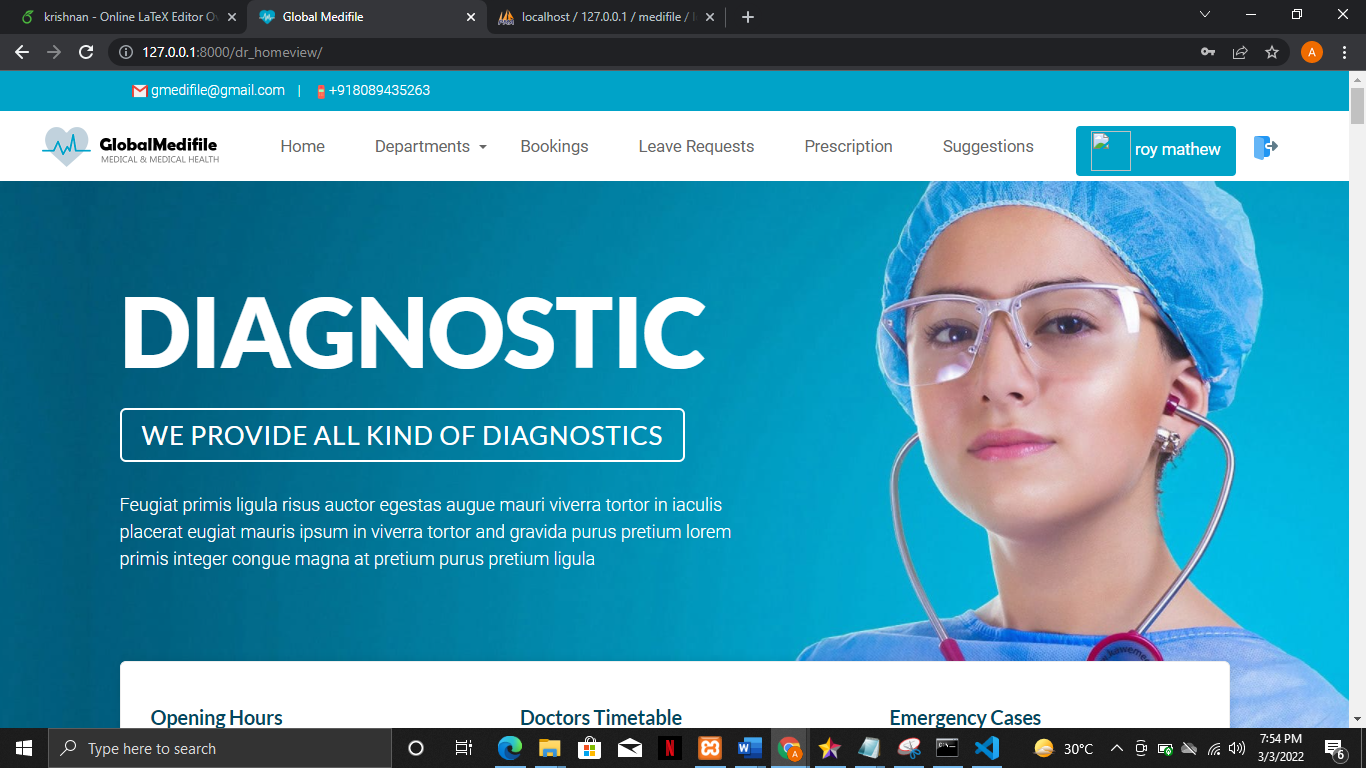 krishnan - Online LaTeX Editor Ov
Global Medifile
localhost / 127.0.0.1 / medifile / l
127.0.0.1:8000/dr_homeview/
A
gmedifile@gmail.com | +918089435263
GlobalMedifile
MEDICAL & MEDICAL HEALTH
Home
Departments
Bookings
Leave Requests
Prescription
Suggestions
roy mathew
DIAGNOSTIC
WE PROVIDE ALL KIND OF DIAGNOSTICS
Feugiat primis ligula risus auctor egestas augue mauri viverra tortor in iaculis
placerat eugiat mauris ipsum in viverra tortor and gravida purus pretium lorem
primis integer congue magna at pretium purus pretium ligula
Opening Hours
Doctors Timetable
Emergency Cases
Type here to search
30°C
7:54 PM
3/3/2022
6